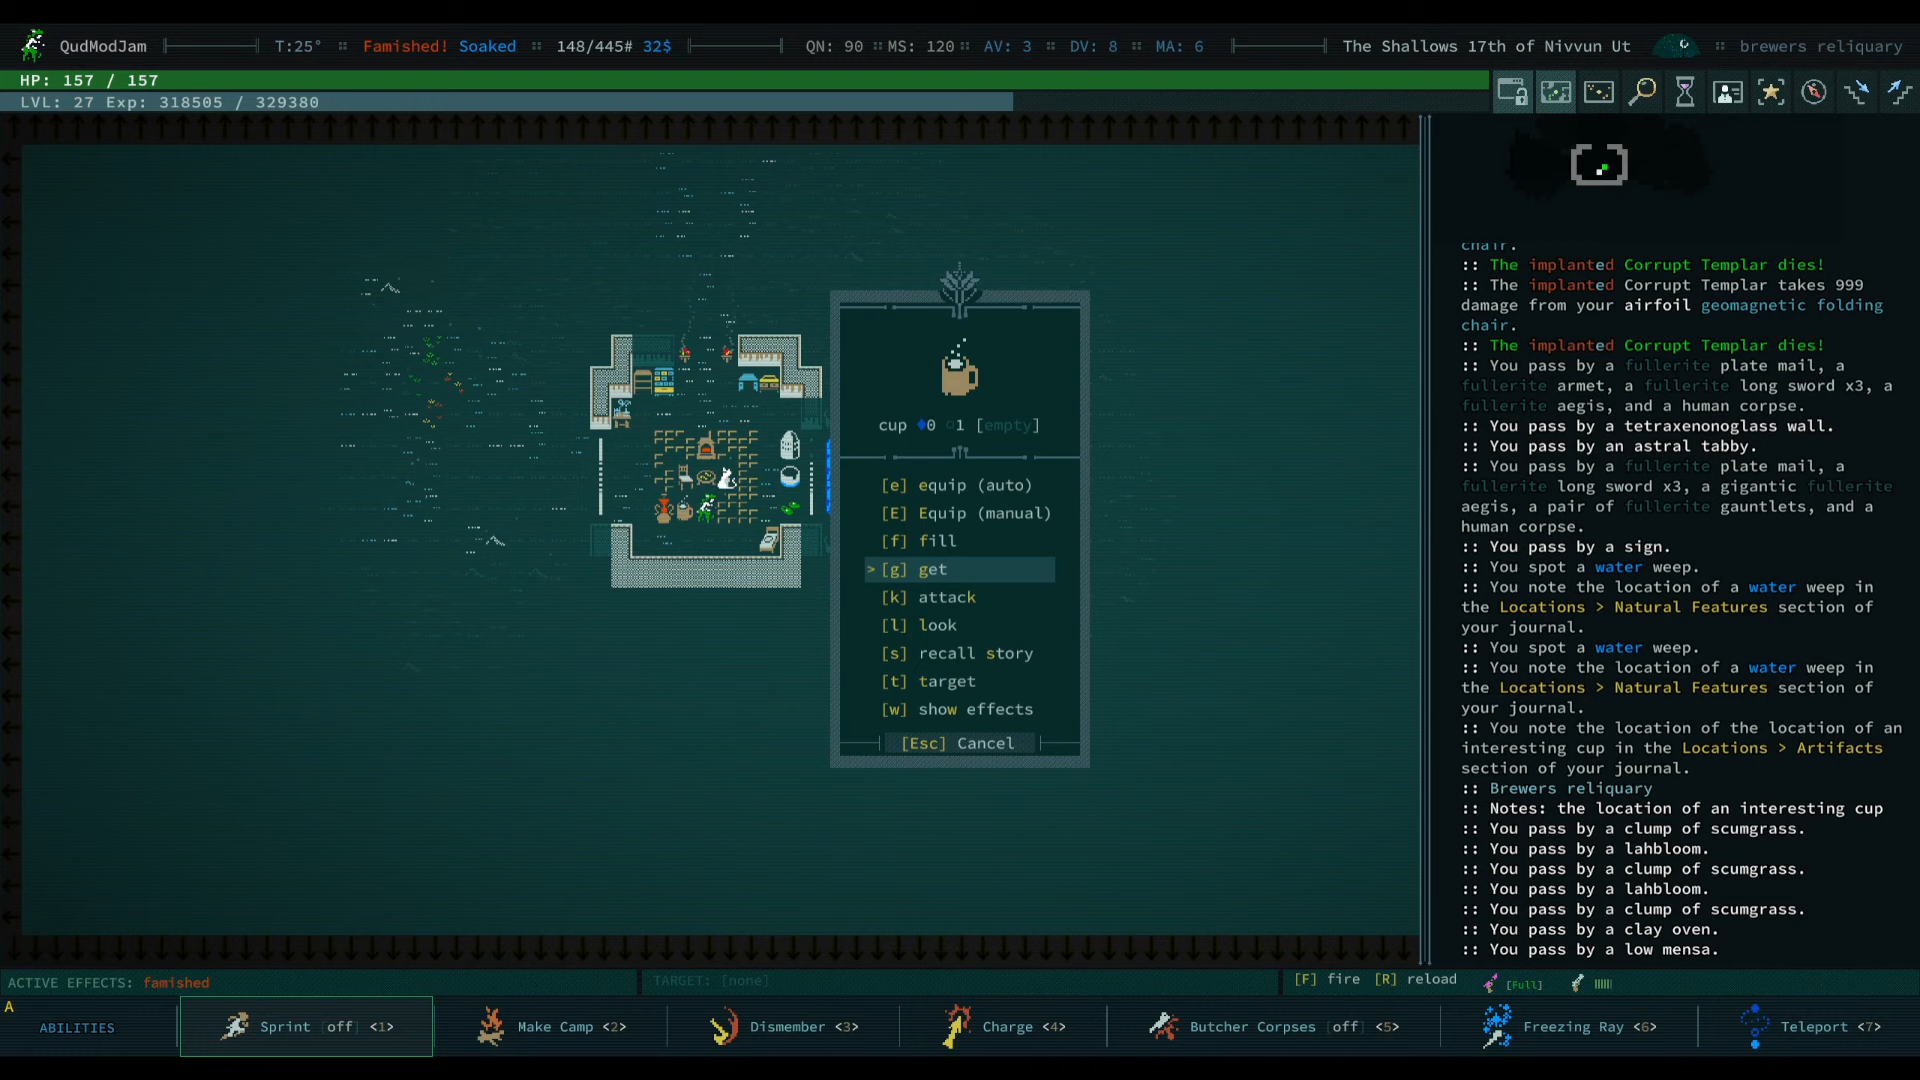 QudModJam T:25° Famished! Soaked 148/445# 32$ QN: 90 MS: 120 AV: 3 DV: 8 MA: 6 The Shallows 17th of Nivvun Ut brewers reliquary
HP: 157 / 157
LVL: 27 Exp: 318505 / 329380
cup ♦0 ○1 [empty]
[e] equip (auto)
[E] Equip (manual)
[f] fill
> [g] get
[k] attack
[l] look
[s] recall story
[t] target
[w] show effects
[Esc] Cancel
chair.
:: The implanted Corrupt Templar dies!
:: The implanted Corrupt Templar takes 999
damage from your airfoil geomagnetic folding
chair.
:: The implanted Corrupt Templar dies!
:: You pass by a fullerite plate mail, a
fullerite armet, a fullerite long sword x3, a
fullerite aegis, and a human corpse.
:: You pass by a tetraxenonoglass wall.
:: You pass by an astral tabby.
:: You pass by a fullerite plate mail, a
fullerite long sword x3, a gigantic fullerite
aegis, a pair of fullerite gauntlets, and a
human corpse.
:: You pass by a sign.
:: You spot a water weep.
:: You note the location of a water weep in
the Locations > Natural Features section of
your journal.
:: You spot a water weep.
:: You note the location of a water weep in
the Locations > Natural Features section of
your journal.
:: You note the location of the location of an
interesting cup in the Locations > Artifacts
section of your journal.
:: Brewers reliquary
:: Notes: the location of an interesting cup
:: You pass by a clump of scumgrass.
:: You pass by a lahbloom.
:: You pass by a clump of scumgrass.
:: You pass by a lahbloom.
:: You pass by a clump of scumgrass.
:: You pass by a clay oven.
:: You pass by a low mensa.
ACTIVE EFFECTS: famished TARGET: [none] [F] fire [R] reload [Full]
A
ABILITIES Sprint [off] <1> Make Camp <2> Dismember <3> Charge <4> Butcher Corpses [off] <5> Freezing Ray <6> Teleport <7>